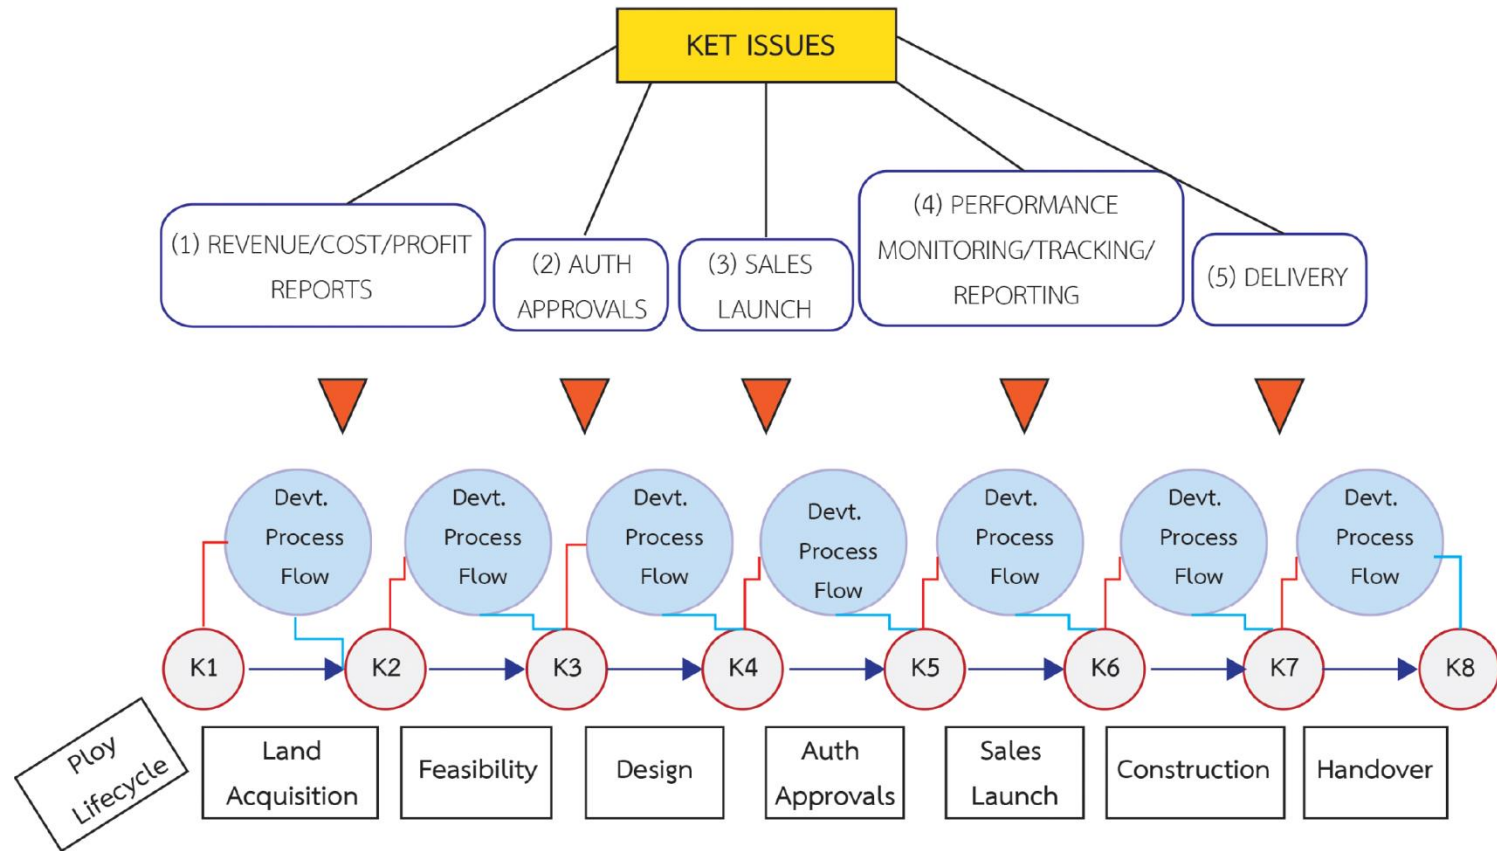 KET ISSUES
(1) REVENUE/COST/PROFIT
REPORTS
(2) AUTH
APPROVALS
(3) SALES
LAUNCH
(4) PERFORMANCE
MONITORING/TRACKING/
REPORTING
(5) DELIVERY
Devt.
Process
Flow
Devt.
Process
Flow
Devt.
Process
Flow
Devt.
Process
Flow
Devt.
Process
Flow
Devt.
Process
Flow
Devt.
Process
Flow
K1
K2
K3
K4
K5
K6
K7
K8
Ploy
Lifecycle
Land
Acquisition
Feasibility
Design
Auth
Approvals
Sales
Launch
Construction
Handover